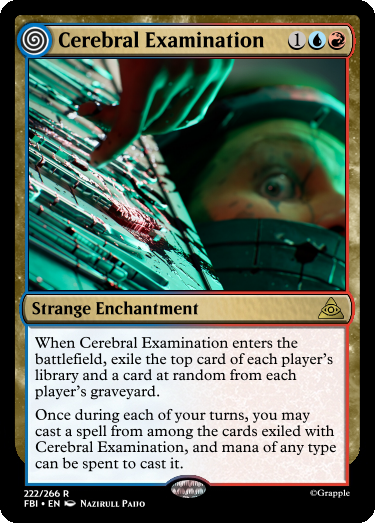 Cerebral Examination 1
Strange Enchantment
When Cerebral Examination enters the
battlefield, exile the top card of each player's
library and a card at random from each
player's graveyard.
Once during each of your turns, you may
cast a spell from among the cards exiled with
Cerebral Examination, and mana of any type
can be spent to cast it.
222/266 R
FBI • EN Nazirull Paijo
©Grapple